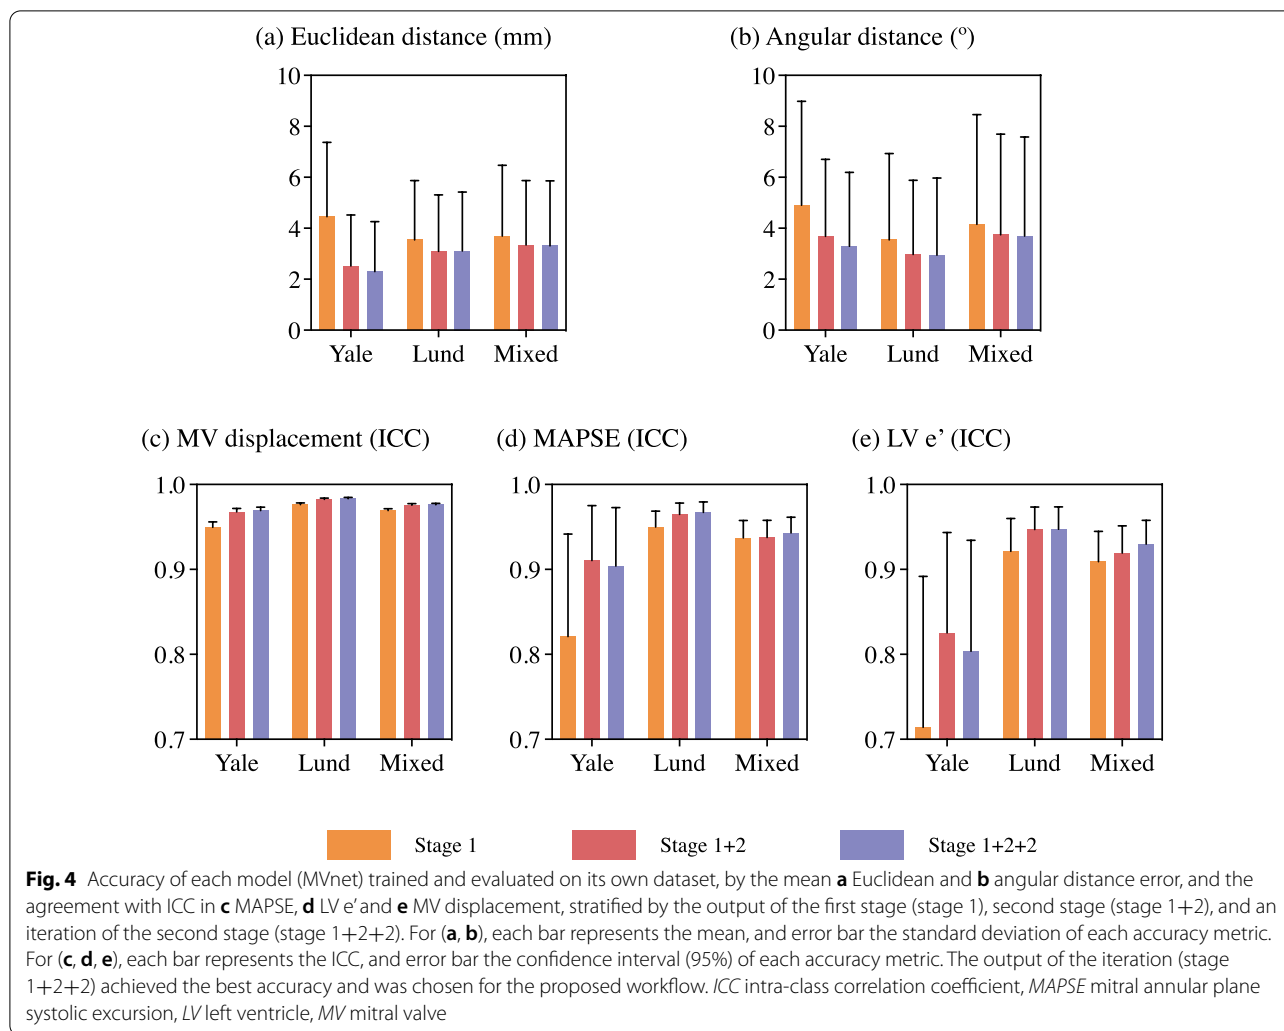 (a) Euclidean distance (mm)
(b) Angular distance (º)
10
8
6
4
2
0
Yale Lund Mixed
10
8
6
4
2
0
Yale Lund Mixed
(c) MV displacement (ICC)
(d) MAPSE (ICC)
(e) LV e’ (ICC)
1.0
0.9
0.8
0.7
Yale Lund Mixed
1.0
0.9
0.8
0.7
Yale Lund Mixed
1.0
0.9
0.8
0.7
Yale Lund Mixed
Stage 1 Stage 1+2 Stage 1+2+2
Fig. 4 Accuracy of each model (MVnet) trained and evaluated on its own dataset, by the mean a Euclidean and b angular distance error, and the
agreement with ICC in c MAPSE, d LV e’ and e MV displacement, stratified by the output of the first stage (stage 1), second stage (stage 1+2), and an
iteration of the second stage (stage 1+2+2). For (a, b), each bar represents the mean, and error bar the standard deviation of each accuracy metric.
For (c, d, e), each bar represents the ICC, and error bar the confidence interval (95%) of each accuracy metric. The output of the iteration (stage
1+2+2) achieved the best accuracy and was chosen for the proposed workflow. ICC intra-class correlation coefficient, MAPSE mitral annular plane
systolic excursion, LV left ventricle, MV mitral valve